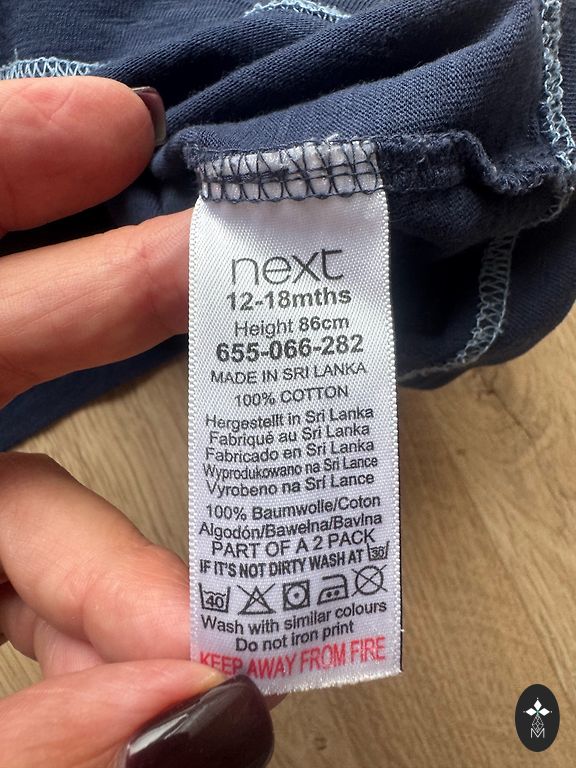 next
12-18mths
Height 86cm
655-066-282
MADE IN SRI LANKA
100% COTTON
Hergestellt in Sri Lanka
Fabriqué au Sri Lanka
Fabricado en Sri Lanka
Wyprodukowano na Sri Lance
Vyrobeno na Srí Lance
100% Baumwolle/Coton
Algodón/Bawełna/Bavlna
PART OF A 2 PACK
IF IT'S NOT DIRTY WASH AT 30
40
Wash with similar colours
Do not iron print
KEEP AWAY FROM FIRE